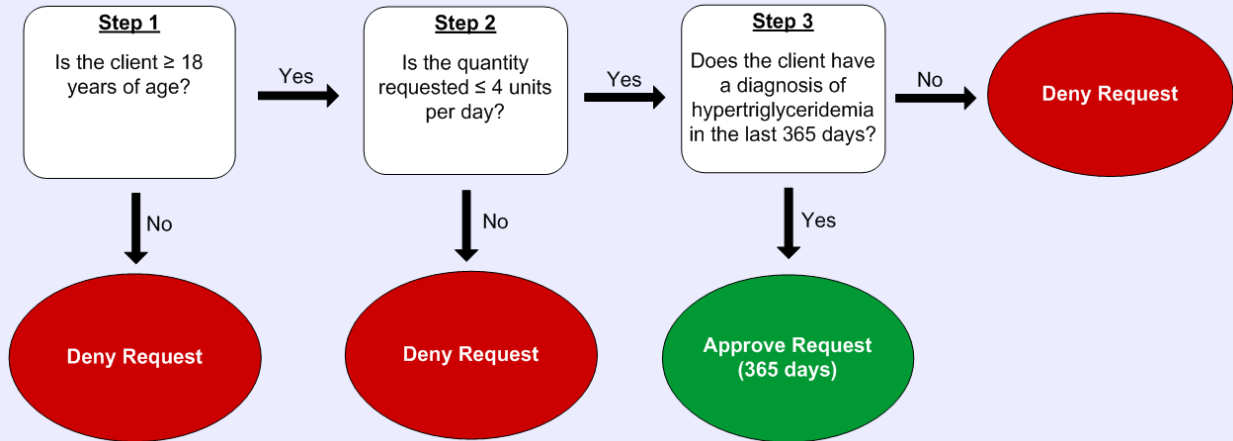 Step 1
Is the client ≥ 18
years of age?
Yes
Step 2
Is the quantity
requested ≤ 4 units
per day?
Yes
Step 3
Does the client have
a diagnosis of
hypertriglyceridemia
in the last 365 days?
No
Deny Request
No
No
Yes
Deny Request
Deny Request
Approve Request
(365 days)